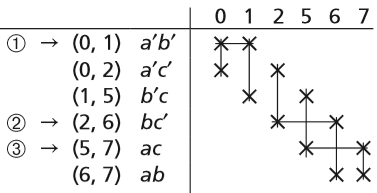 0 1 2 5 6 7
① → (0, 1) a′b′
(0, 2) a′c′
(1, 5) b′c
② → (2, 6) bc′
③ → (5, 7) ac
(6, 7) ab